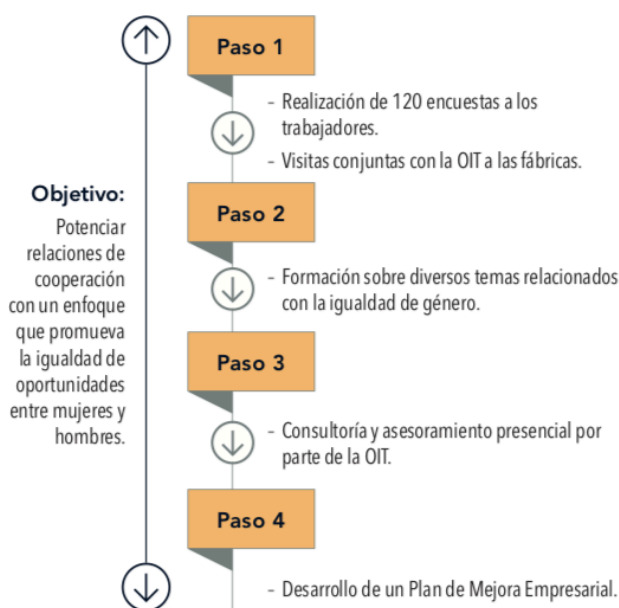 Paso 1
- Realización de 120 encuestas a los
trabajadores.
- Visitas conjuntas con la OIT a las fábricas.
Objetivo:
Potenciar
relaciones de
cooperación
con un enfoque
que promueva
la igualdad de
oportunidades
entre mujeres y
hombres.
Paso 2
- Formación sobre diversos temas relacionados
con la igualdad de género.
Paso 3
- Consultoría y asesoramiento presencial por
parte de la OIT.
Paso 4
- Desarrollo de un Plan de Mejora Empresarial.